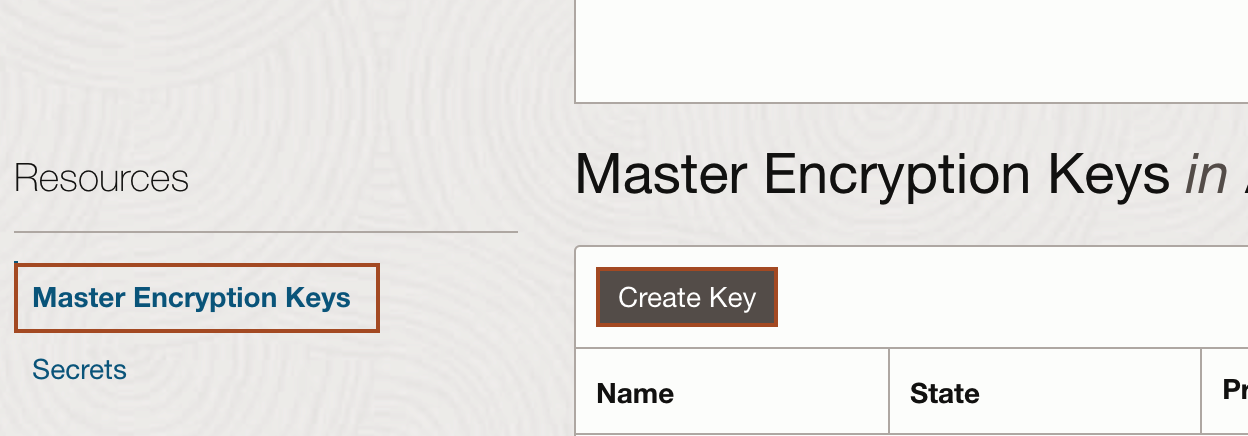 Resources
Master Encryption Keys
Secrets
Master Encryption Keys in
Create Key
Name State